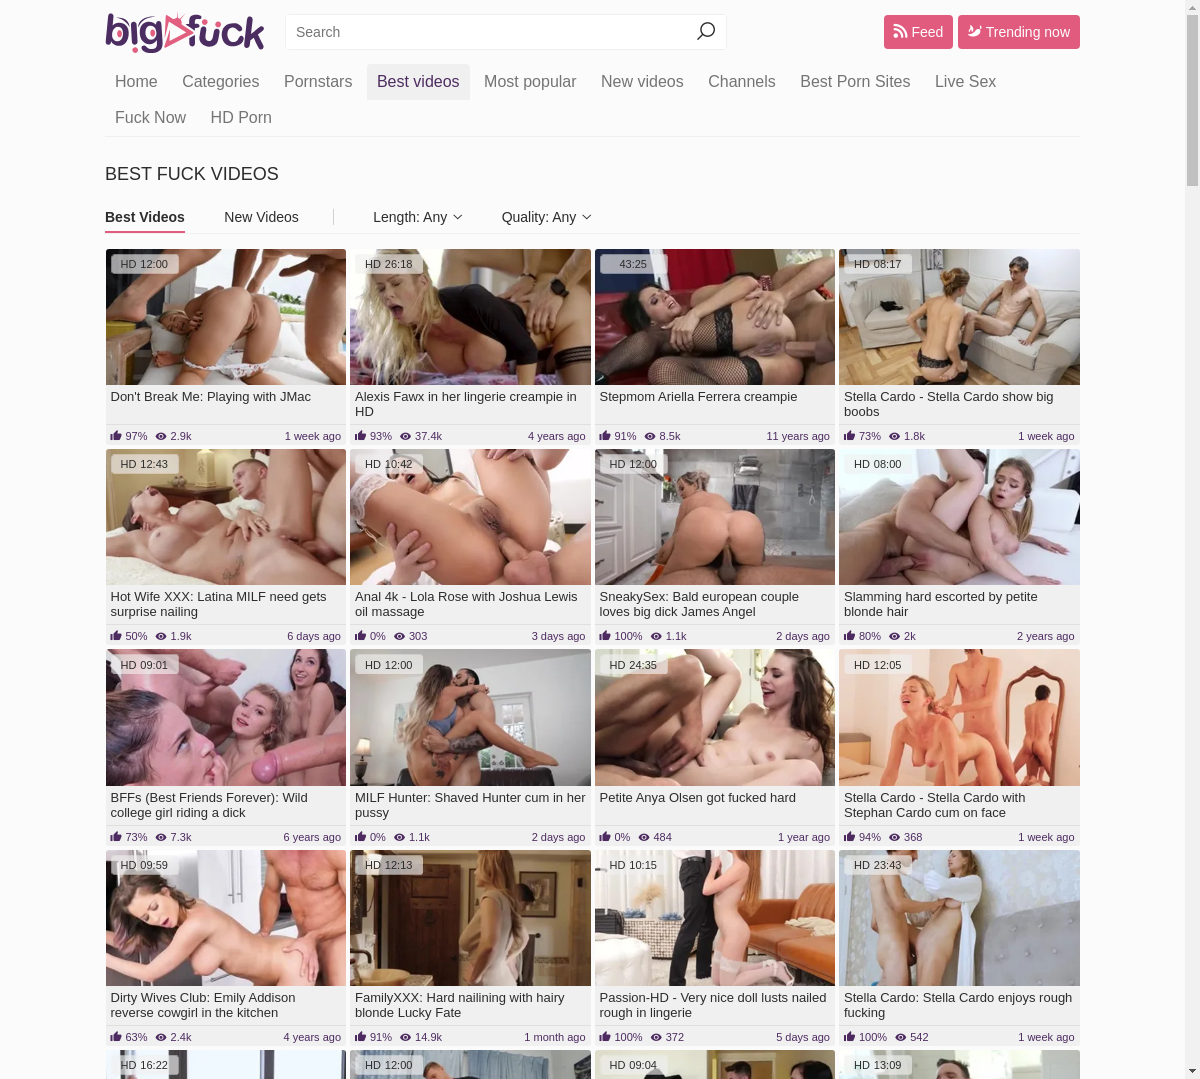 bigfuck
Search
Feed
Trending now
Home Categories Pornstars Best videos Most popular New videos Channels Best Porn Sites Live Sex
Fuck Now HD Porn
BEST FUCK VIDEOS
Best Videos New Videos Length: Any Quality: Any
HD 12:00
Don't Break Me: Playing with JMac
97% 2.9k 1 week ago
HD 26:18
Alexis Fawx in her lingerie creampie in
HD
93% 37.4k 4 years ago
43:25
Stepmom Ariella Ferrera creampie
91% 8.5k 11 years ago
HD 08:17
Stella Cardo - Stella Cardo show big
boobs
73% 1.8k 1 week ago
HD 12:43
Hot Wife XXX: Latina MILF need gets
surprise nailing
50% 1.9k 6 days ago
HD 10:42
Anal 4k - Lola Rose with Joshua Lewis
oil massage
0% 303 3 days ago
HD 12:00
SneakySex: Bald european couple
loves big dick James Angel
100% 1.1k 2 days ago
HD 08:00
Slamming hard escorted by petite
blonde hair
80% 2k 2 years ago
HD 09:01
BFFs (Best Friends Forever): Wild
college girl riding a dick
73% 7.3k 6 years ago
HD 12:00
MILF Hunter: Shaved Hunter cum in her
pussy
0% 1.1k 2 days ago
HD 24:35
Petite Anya Olsen got fucked hard
0% 484 1 year ago
HD 12:05
Stella Cardo - Stella Cardo with
Stephan Cardo cum on face
94% 368 1 week ago
HD 09:59
Dirty Wives Club: Emily Addison
reverse cowgirl in the kitchen
63% 2.4k 4 years ago
HD 12:13
FamilyXXX: Hard nailining with hairy
blonde Lucky Fate
91% 14.9k 1 month ago
HD 10:15
Passion-HD - Very nice doll lusts nailed
rough in lingerie
100% 372 5 days ago
HD 23:43
Stella Cardo: Stella Cardo enjoys rough
fucking
100% 542 1 week ago
HD 16:22
HD 12:00
HD 09:04
HD 13:09